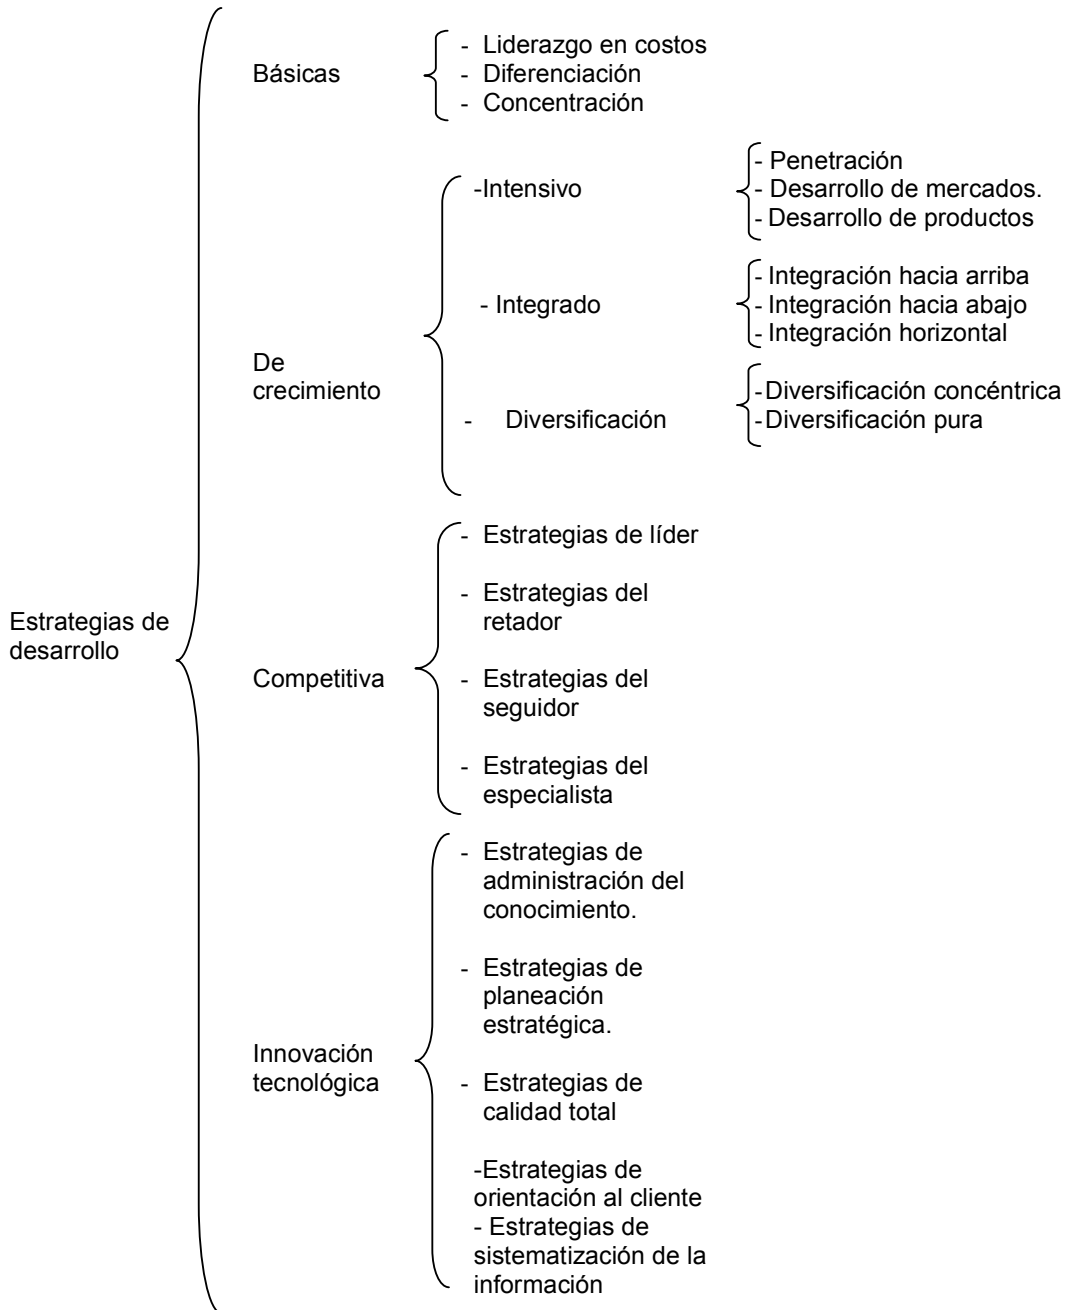 Estrategias de
desarrollo
Básicas
- Liderazgo en costos
- Diferenciación
- Concentración
De
crecimiento
-Intensivo
- Penetración
- Desarrollo de mercados.
- Desarrollo de productos
- Integrado
- Integración hacia arriba
- Integración hacia abajo
- Integración horizontal
- Diversificación
-Diversificación concéntrica
-Diversificación pura
Competitiva
- Estrategias de líder
- Estrategias del
retador
- Estrategias del
seguidor
- Estrategias del
especialista
Innovación
tecnológica
- Estrategias de
administración del
conocimiento.
- Estrategias de
planeación
estratégica.
- Estrategias de
calidad total
-Estrategias de
orientación al cliente
- Estrategias de
sistematización de la
información